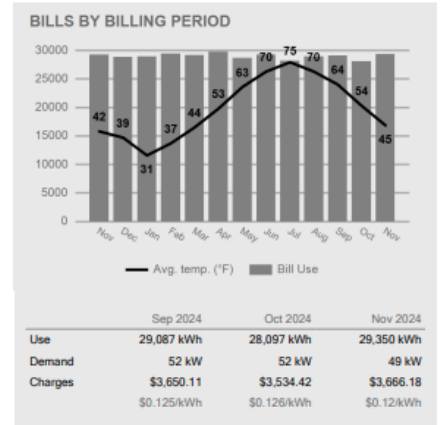 BILLS BY BILLING PERIOD
30000
25000
20000
15000
10000
5000
0
42 39 31 37 44 53 63 70 75 70 64 54 45
Nov Dec Jan Feb Mar Apr May Jun Jul Aug Sep Oct Nov
Avg. temp. (°F) Bill Use
Sep 2024 Oct 2024 Nov 2024
Use 29,087 kWh 28,097 kWh 29,350 kWh
Demand 52 kW 52 kW 49 kW
Charges $3,650.11 $3,534.42 $3,666.18
$0.125/kWh $0.126/kWh $0.12/kWh